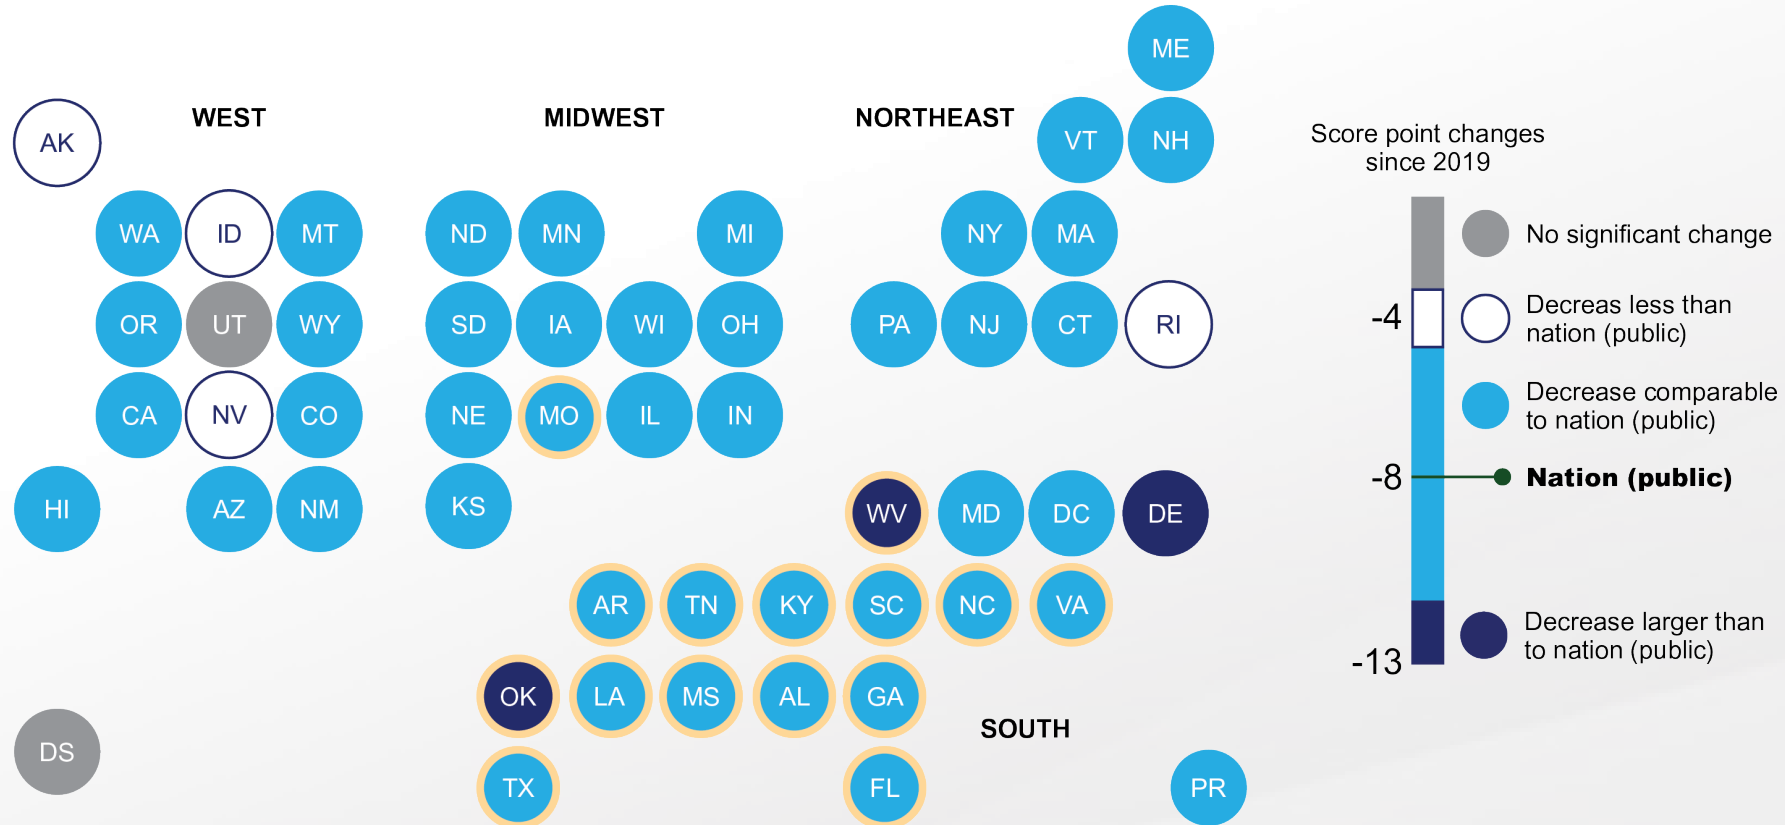 ME
WEST
MIDWEST
NORTHEAST
AK
VT
NH
WA
ID
MT
ND
MN
MI
NY
MA
OR
UT
WY
SD
IA
WI
OH
PA
NJ
CT
RI
CA
NV
CO
NE
MO
IL
IN
HI
AZ
NM
KS
WV
MD
DC
DE
AR
TN
KY
SC
NC
VA
OK
LA
MS
AL
GA
SOUTH
DS
TX
FL
PR
Score point changes
since 2019
No significant change
-4
Decreas less than
nation (public)
Decrease comparable
to nation (public)
-8
Nation (public)
Decrease larger than
to nation (public)
-13